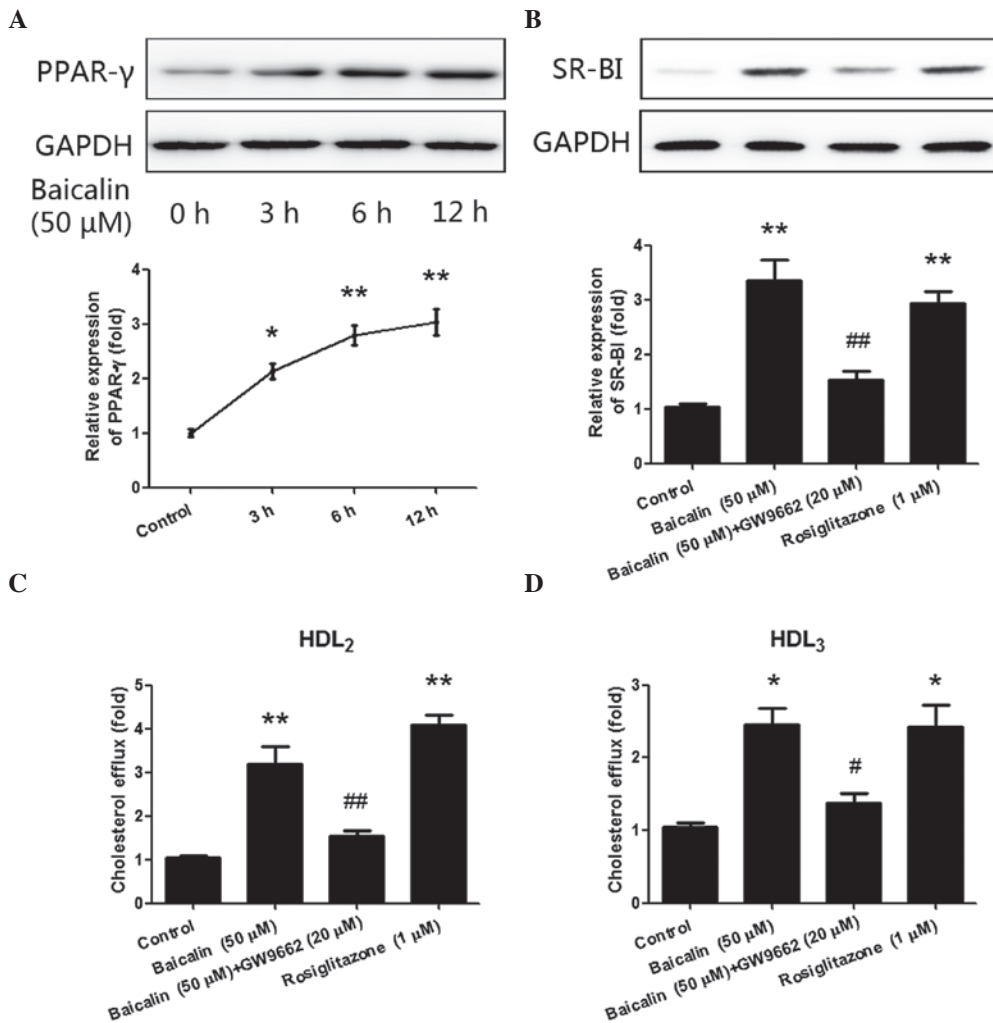 A
PPAR-γ
GAPDH
Baicalin
(50 μM)
0 h 3 h 6 h 12 h
Relative expression
of PPAR-γ (fold)
4
3
2
1
0
*
**
**
Control
3 h
6 h
12 h
B
SR-BI
GAPDH
Relative expression
of SR-BI (fold)
4
3
2
1
0
**
##
**
Control
Baicalin (50 μM)
Baicalin (50 μM)+GW9662 (20 μM)
Rosiglitazone (1 μM)
C
HDL2
Cholesterol efflux (fold)
5
4
3
2
1
0
**
##
**
Control
Baicalin (50 μM)
Baicalin (50 μM)+GW9662 (20 μM)
Rosiglitazone (1 μM)
D
HDL3
Cholesterol efflux (fold)
3
2
1
0
*
#
*
Control
Baicalin (50 μM)
Baicalin (50 μM)+GW9662 (20 μM)
Rosiglitazone (1 μM)